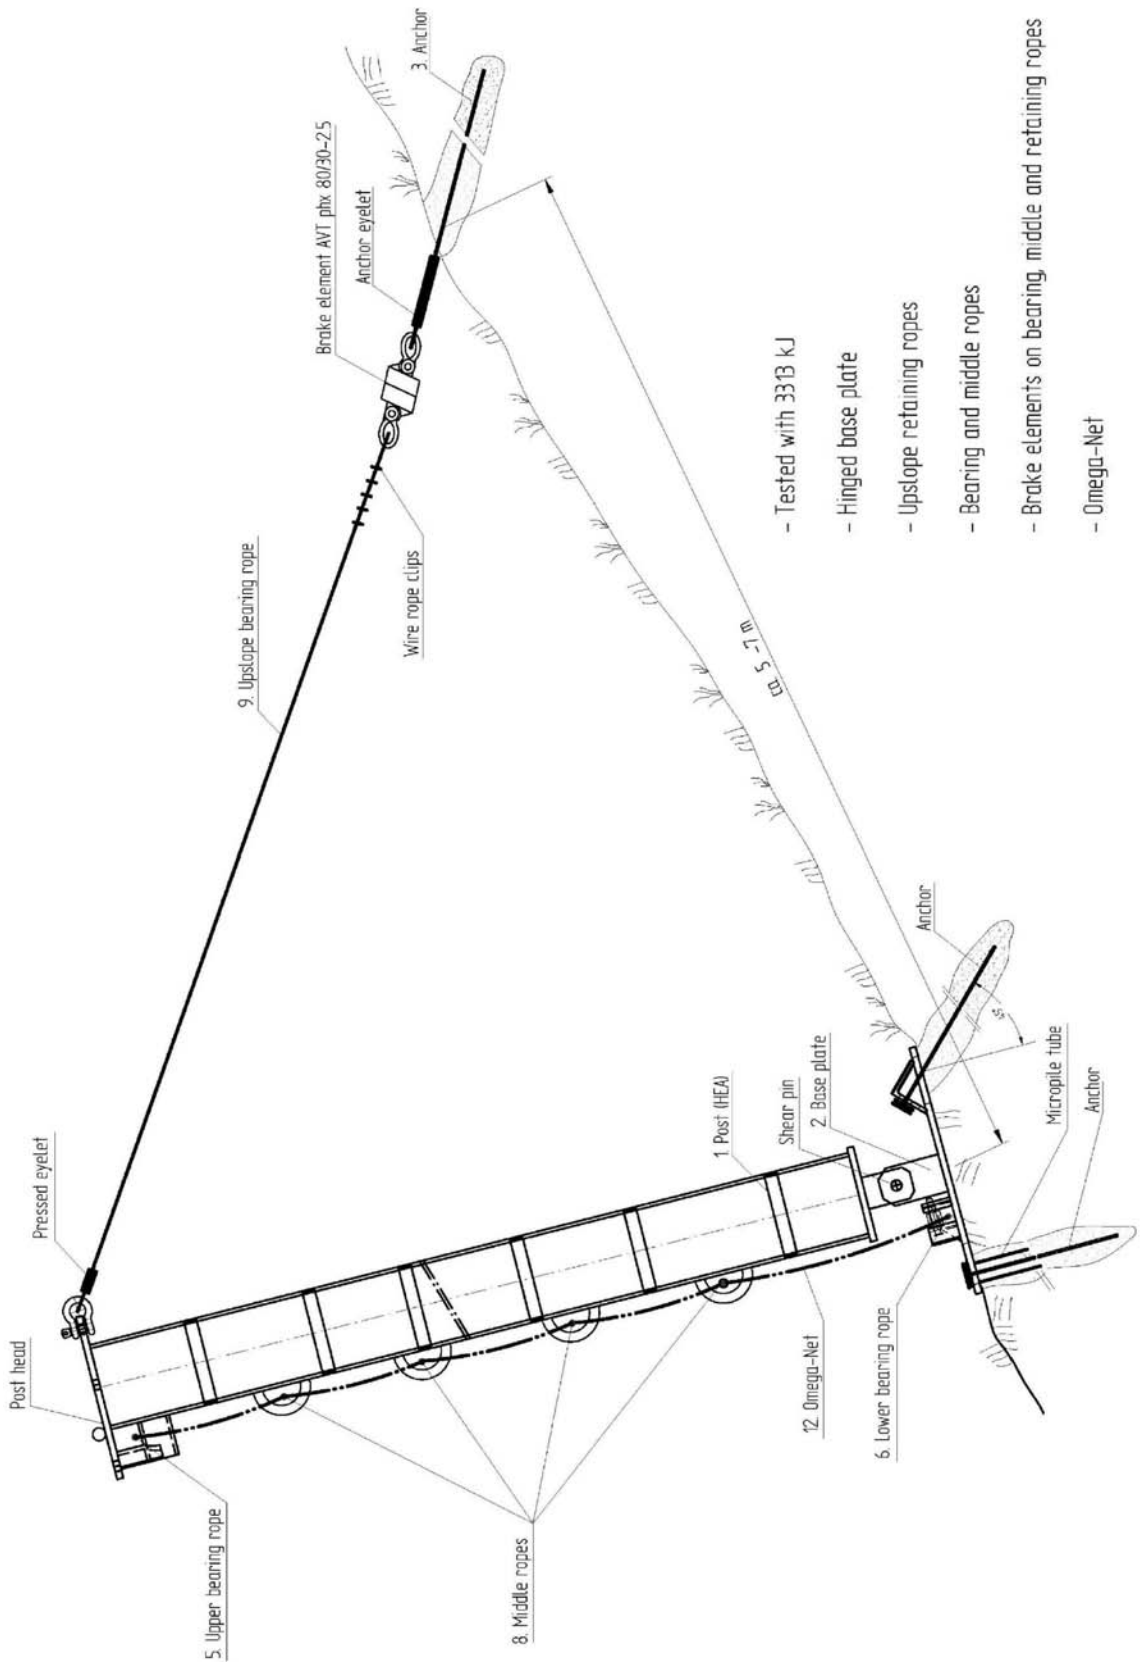 Post head
Pressed eyelet
9. Upslope bearing rope
Brake element AVT phx 80/30-2.5
Anchor eyelet
3. Anchor
5. Upper bearing rope
Wire rope clips
8. Middle ropes
1. Post (HEA)
ca. 5 -7 m
Shear pin
2. Base plate
Anchor
45°
12. Omega-Net
6. Lower bearing rope
Micropile tube
Anchor
- Tested with 3313 kJ
- Hinged base plate
- Upslope retaining ropes
- Bearing and middle ropes
- Brake elements on bearing, middle and retaining ropes
- Omega-Net